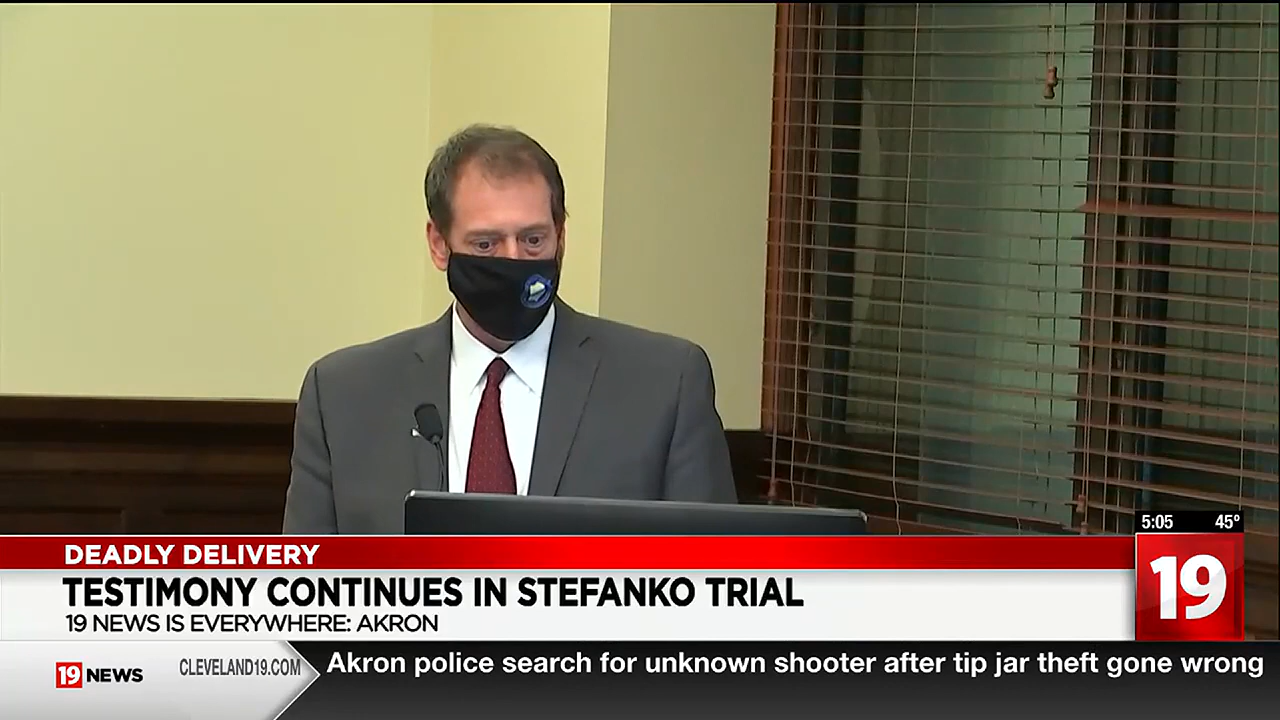 5:05 45°
DEADLY DELIVERY
TESTIMONY CONTINUES IN STEFANKO TRIAL
19 NEWS IS EVERYWHERE: AKRON
19
19 NEWS
CLEVELAND19.COM
Akron police search for unknown shooter after tip jar theft gone wrong